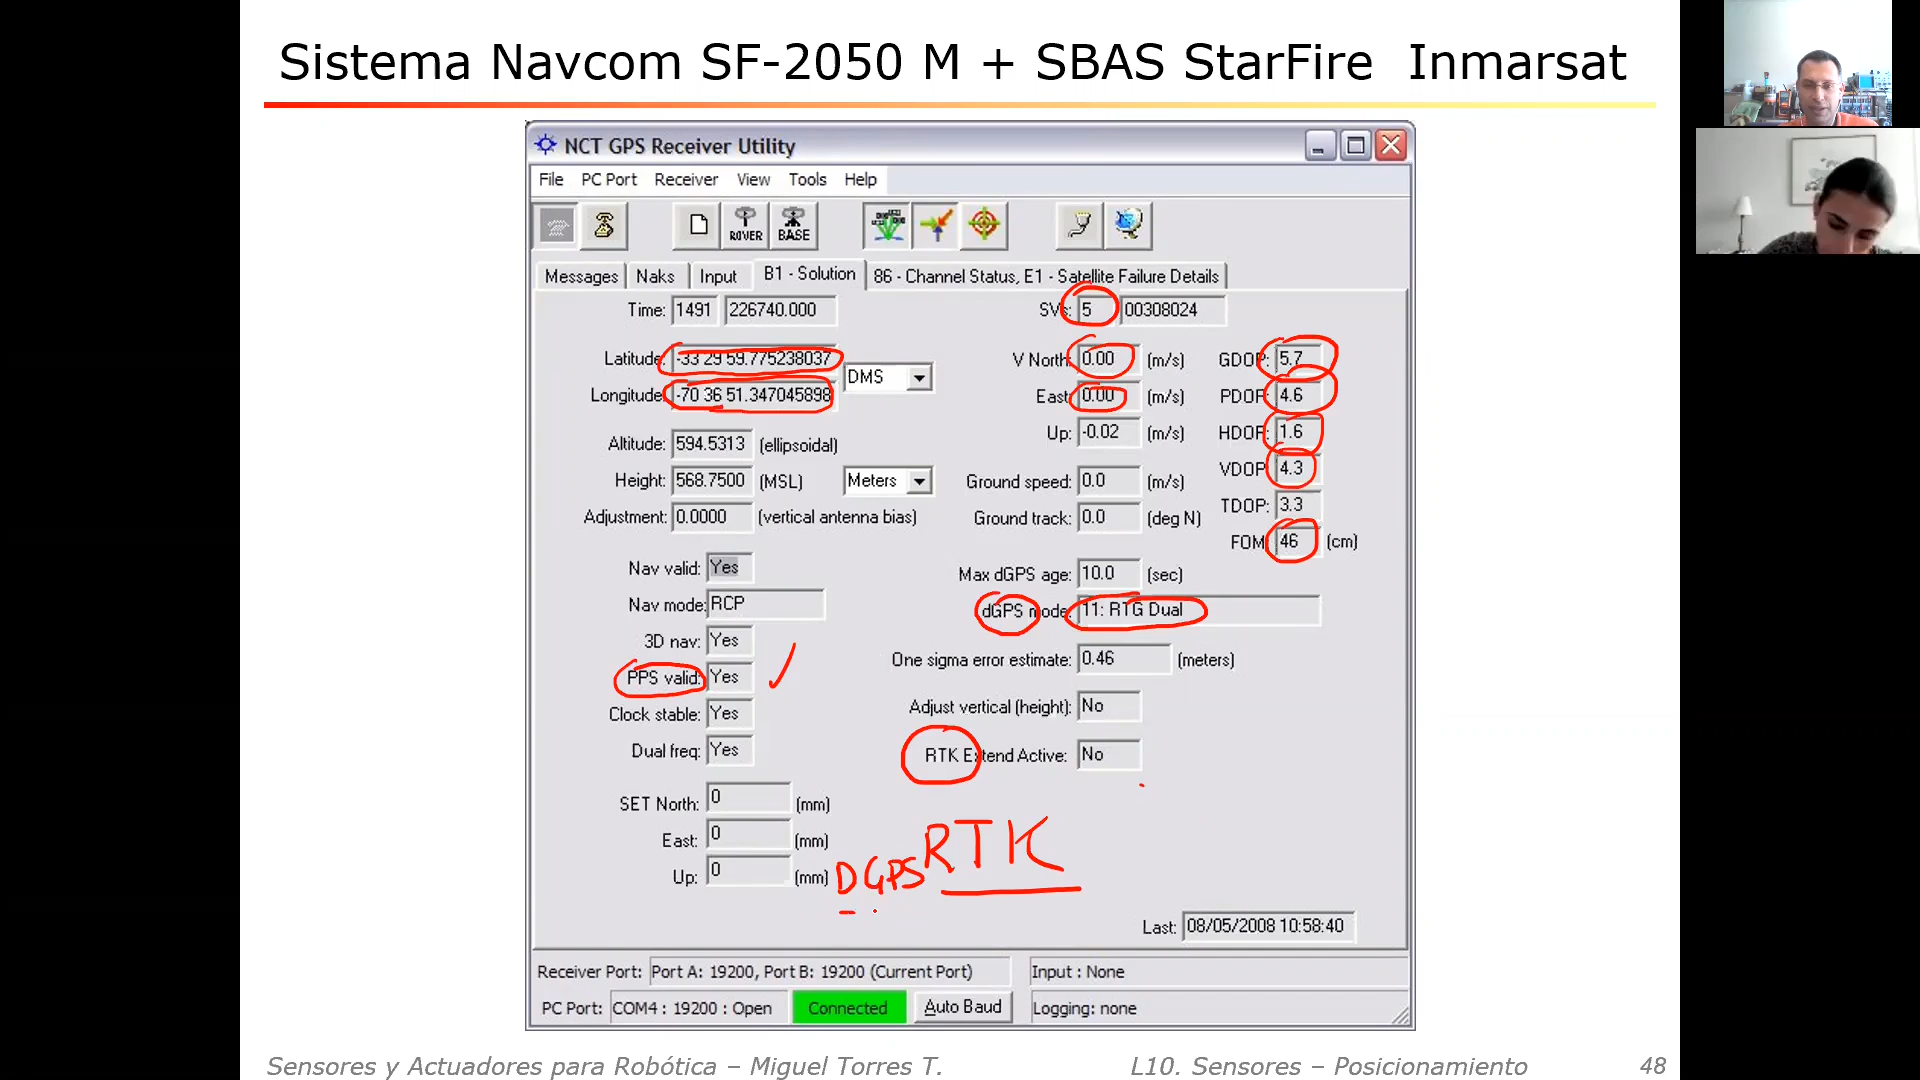 Sistema Navcom SF-2050 M + SBAS StarFire Inmarsat
NCT GPS Receiver Utility
File PC Port Receiver View Tools Help
ROVER BASE
Messages Naks Input B1 - Solution 86 - Channel Status, E1 - Satellite Failure Details
Time: 1491 226740.000 SVs: 5 00308024
Latitude: -33 29 59.775238037 DMS V North: 0.00 (m/s) GDOP: 5.7
Longitude: -70 36 51.347045898 East: 0.00 (m/s) PDOP: 4.6
Up: -0.02 (m/s) HDOP: 1.6
Altitude: 594.5313 (ellipsoidal) VDOP: 4.3
Height: 568.7500 (MSL) Meters Ground speed: 0.0 (m/s) TDOP: 3.3
Adjustment: 0.0000 (vertical antenna bias) Ground track: 0.0 (deg N) FOM: 46 (cm)
Nav valid: Yes Max dGPS age: 10.0 (sec)
Nav mode: RCP dGPS mode: 11: RTG Dual
3D nav: Yes One sigma error estimate: 0.46 (meters)
PPS valid: Yes
Clock stable: Yes Adjust vertical (height): No
Dual freq: Yes RTK Extend Active: No
SET North: 0 (mm)
East: 0 (mm)
Up: 0 (mm)
DGPS RTK
Last: 08/05/2008 10:58:40
Receiver Port: Port A: 19200, Port B: 19200 (Current Port) Input : None
PC Port: COM4 : 19200 : Open Connected Auto Baud Logging: none
Sensores y Actuadores para Robótica – Miguel Torres T. L10. Sensores – Posicionamiento 48